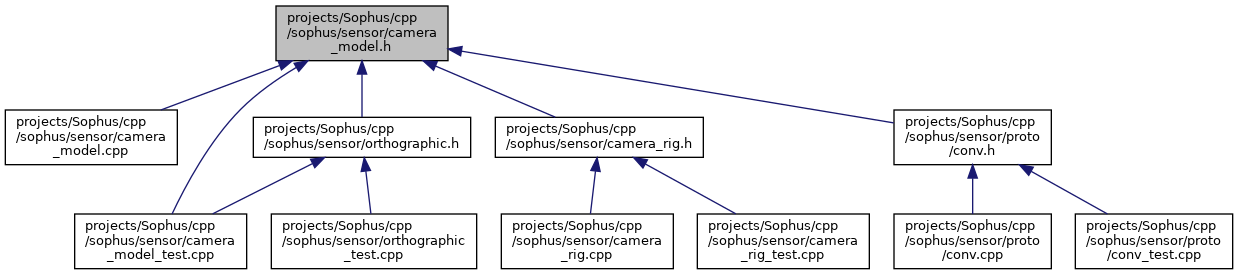 projects/Sophus/cpp
/sophus/sensor/camera
_model.h
projects/Sophus/cpp
/sophus/sensor/camera
_model.cpp
projects/Sophus/cpp
/sophus/sensor/orthographic.h
projects/Sophus/cpp
/sophus/sensor/camera_rig.h
projects/Sophus/cpp
/sophus/sensor/proto
/conv.h
projects/Sophus/cpp
/sophus/sensor/camera
_model_test.cpp
projects/Sophus/cpp
/sophus/sensor/orthographic
_test.cpp
projects/Sophus/cpp
/sophus/sensor/camera
_rig.cpp
projects/Sophus/cpp
/sophus/sensor/camera
_rig_test.cpp
projects/Sophus/cpp
/sophus/sensor/proto
/conv.cpp
projects/Sophus/cpp
/sophus/sensor/proto
/conv_test.cpp